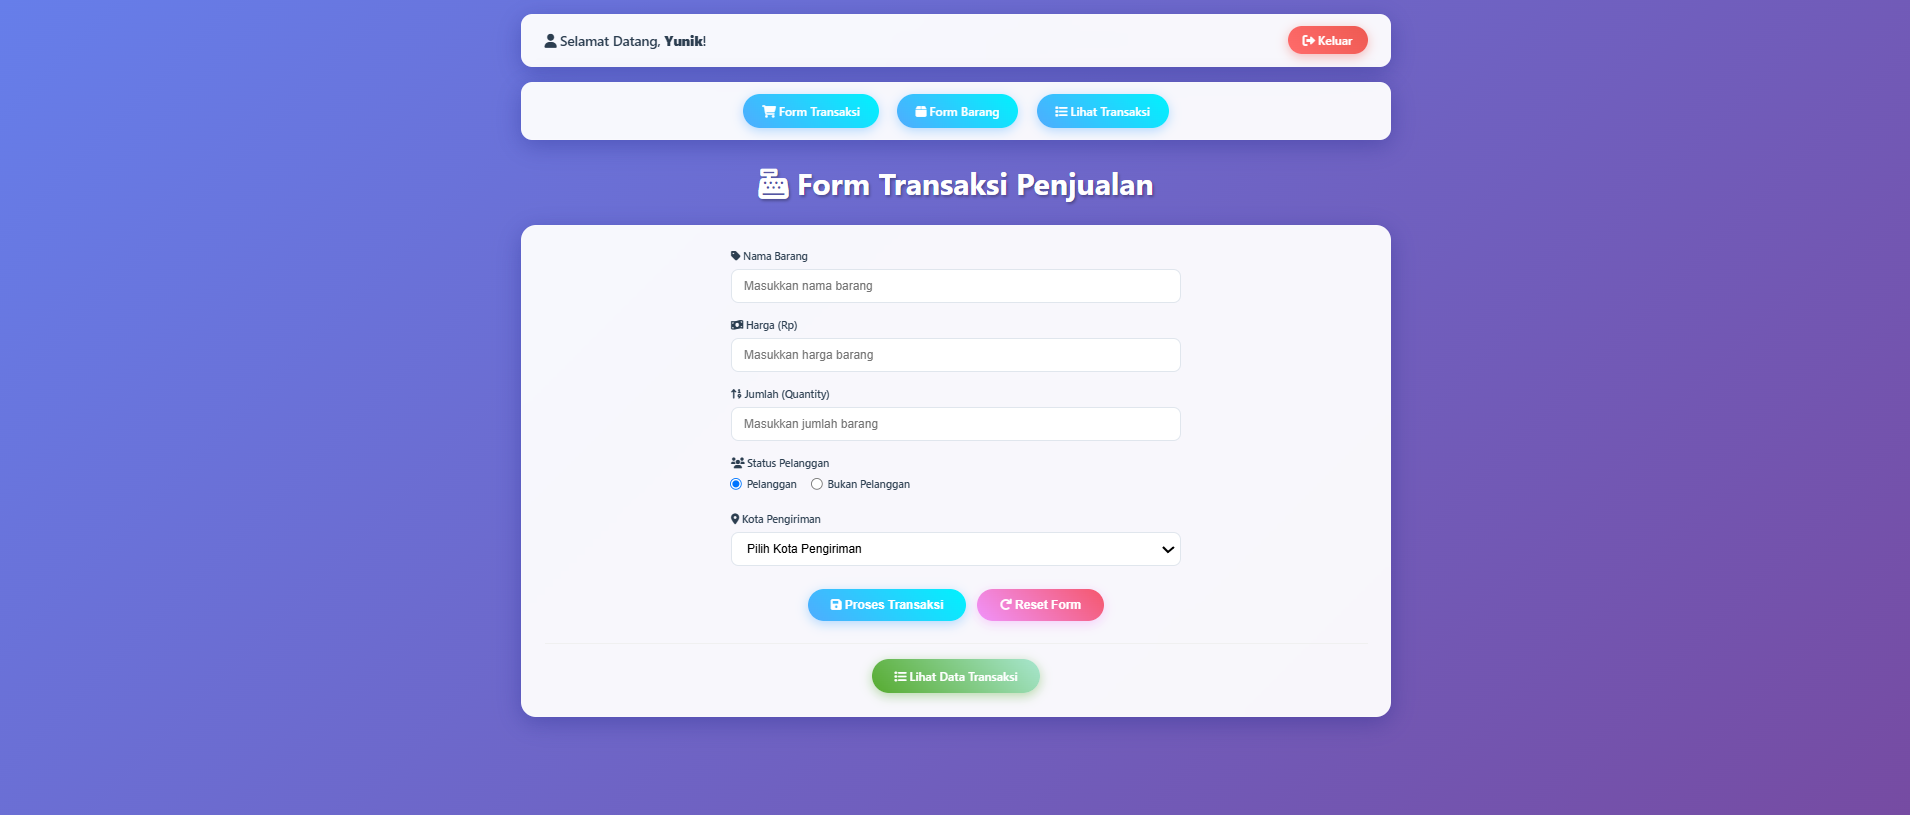 Selamat Datang, Yunik!
Keluar
Form Transaksi
Form Barang
Lihat Transaksi
Form Transaksi Penjualan
Nama Barang
Masukkan nama barang
Harga (Rp)
Masukkan harga barang
Jumlah (Quantity)
Masukkan jumlah barang
Status Pelanggan
Pelanggan
Bukan Pelanggan
Kota Pengiriman
Pilih Kota Pengiriman
Proses Transaksi
Reset Form
Lihat Data Transaksi